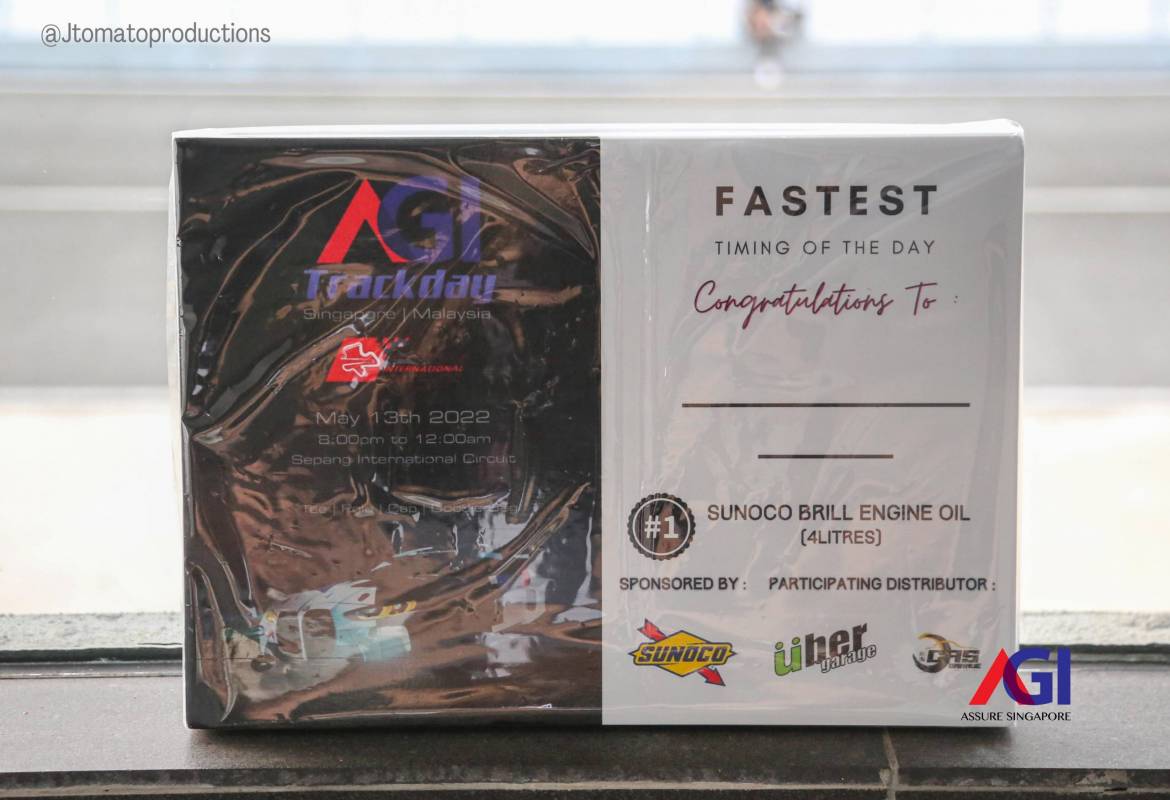 @Jtomatoproductions
AGI
Trackday
Singapore | Malaysia
INTERNATIONAL
May 13th 2022
8:00pm to 12:00am
Sepang International Circuit
FASTEST
TIMING OF THE DAY
Congratulations To :
#1
SUNOCO BRILL ENGINE OIL
(4LITRES)
SPONSORED BY : PARTICIPATING DISTRIBUTOR :
SUNOCO
über
garage
AGI
ASSURE SINGAPORE